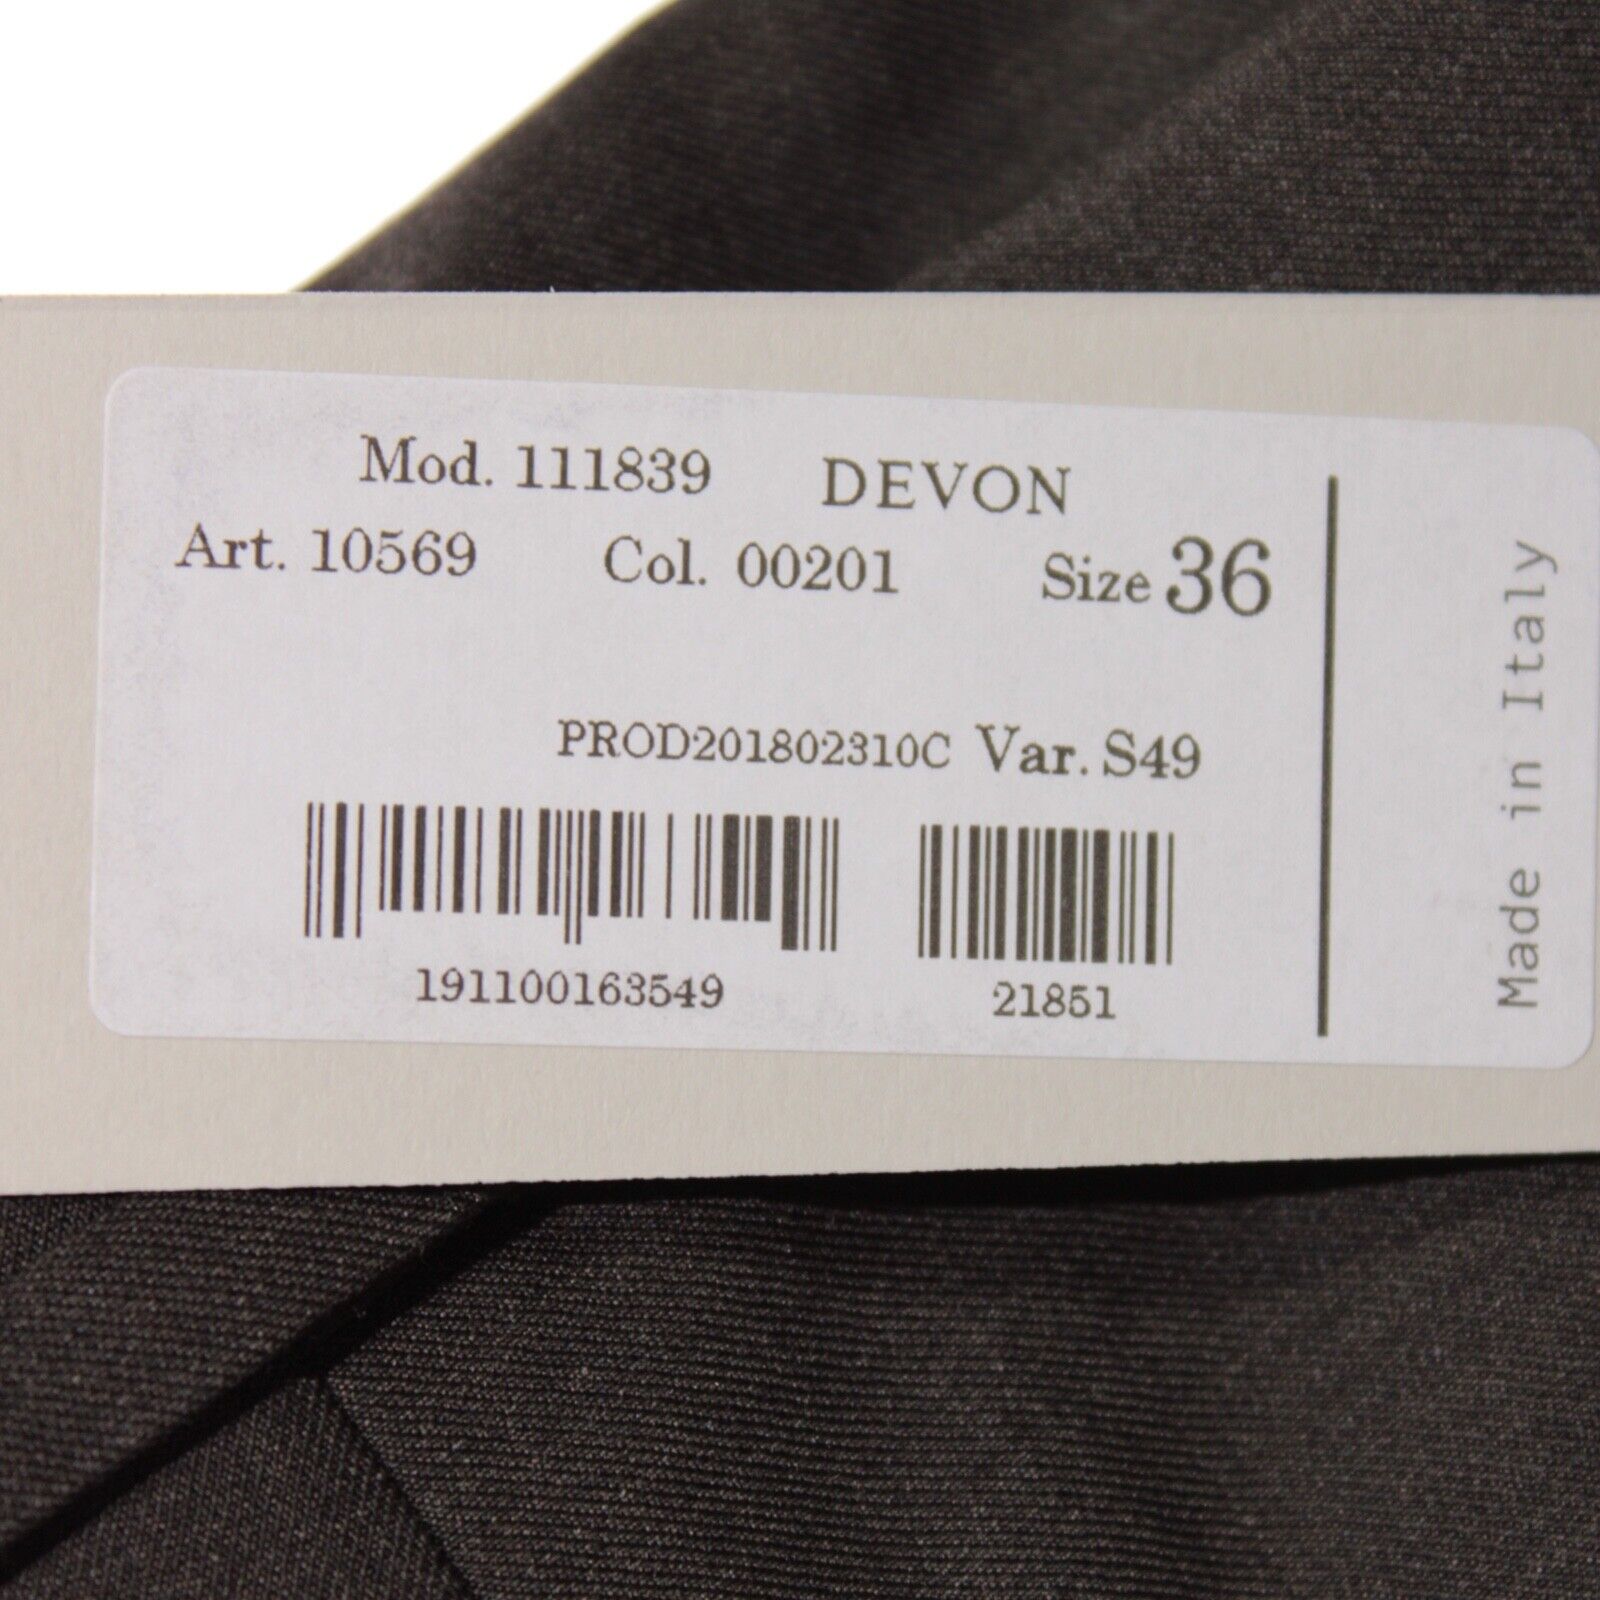 Mod. 111839 DEVON
Art. 10569 Col. 00201 Size 36
PROD201802310C Var. S49
191100163549 21851
Made in Italy